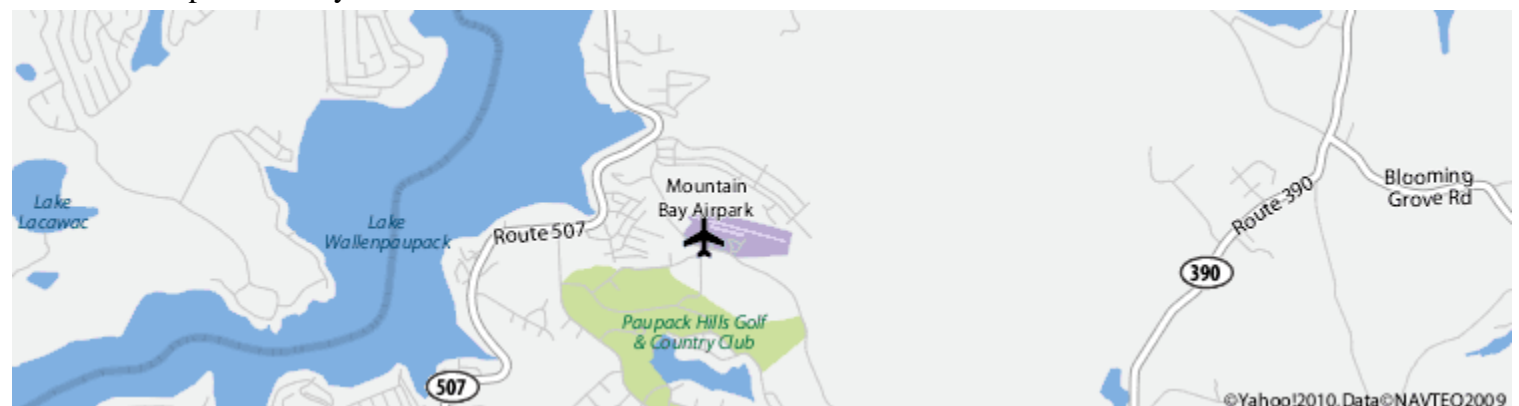 Mountain
Bay Airpark
Blooming
Grove Rd
Lake
Lacawac
Lake
Wallenpaupack
Route 507
Route 390
390
Paupack Hills Golf
& Country Club
507
©Yahoo!2010, Data©NAVTEQ2009